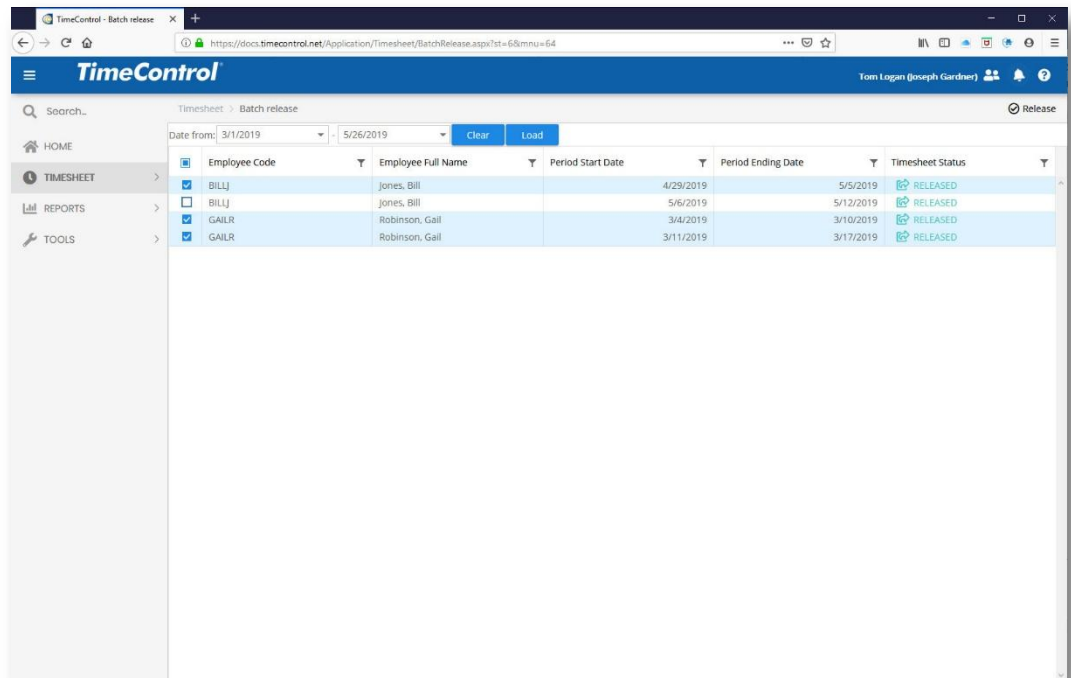 TimeControl - Batch release
https://docs.timecontrol.net/Application/Timesheet/BatchRelease.aspx?st=6&mnu=64
TimeControl
Tom Logan (Joseph Gardner)
Search...
Timesheet > Batch release
Release
Date from: 3/1/2019 - 5/26/2019 Clear Load
HOME
TIMESHEET
REPORTS
TOOLS
Employee Code Employee Full Name Period Start Date Period Ending Date Timesheet Status
BILLJ Jones, Bill 4/29/2019 5/5/2019 RELEASED
BILLJ Jones, Bill 5/6/2019 5/12/2019 RELEASED
GAILR Robinson, Gail 3/4/2019 3/10/2019 RELEASED
GAILR Robinson, Gail 3/11/2019 3/17/2019 RELEASED